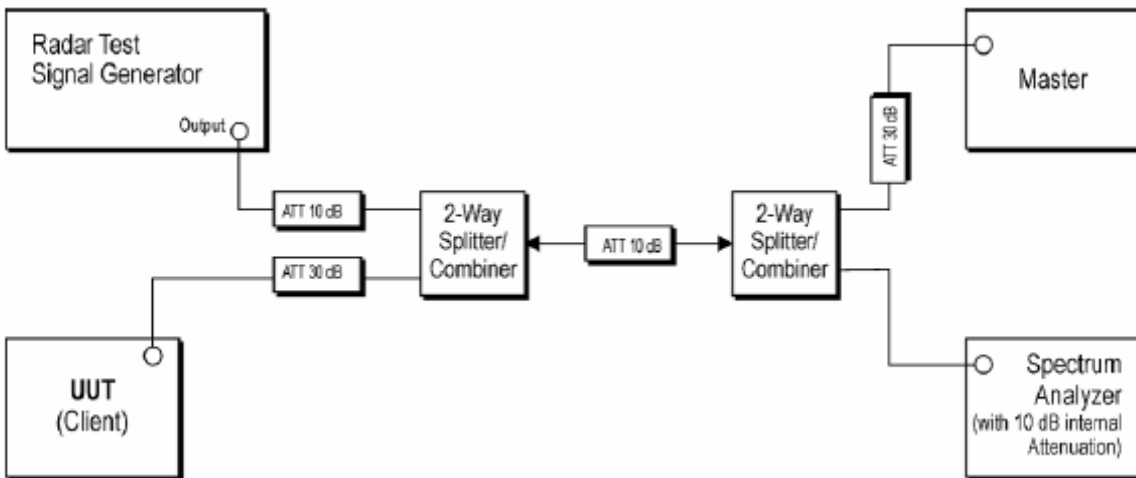 Radar Test
Signal Generator
Output
ATT 10 dB
ATT 30 dB
2-Way
Splitter/
Combiner
ATT 10 dB
2-Way
Splitter/
Combiner
ATT 30 dB
Master
UUT
(Client)
Spectrum
Analyzer
(with 10 dB internal
Attenuation)